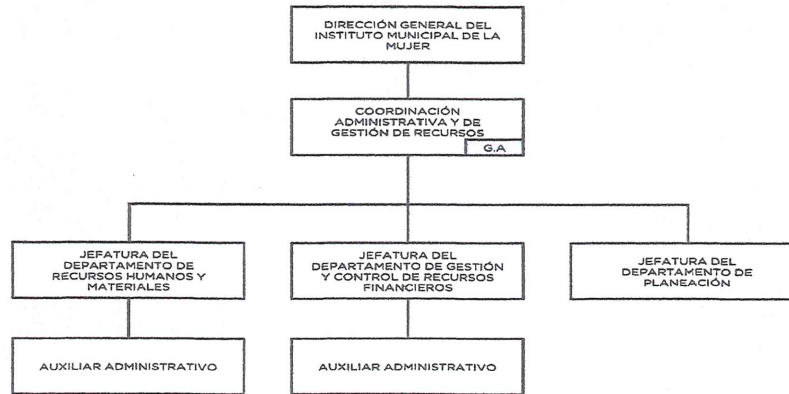 DIRECCIÓN GENERAL DEL
INSTITUTO MUNICIPAL DE LA
MUJER
COORDINACIÓN
ADMINISTRATIVA Y DE
GESTIÓN DE RECURSOS
G.A
JEFATURA DEL
DEPARTAMENTO DE
RECURSOS HUMANOS Y
MATERIALES
JEFATURA DEL
DEPARTAMENTO DE GESTIÓN
Y CONTROL DE RECURSOS
FINANCIEROS
JEFATURA DEL
DEPARTAMENTO DE
PLANEACIÓN
AUXILIAR ADMINISTRATIVO
AUXILIAR ADMINISTRATIVO